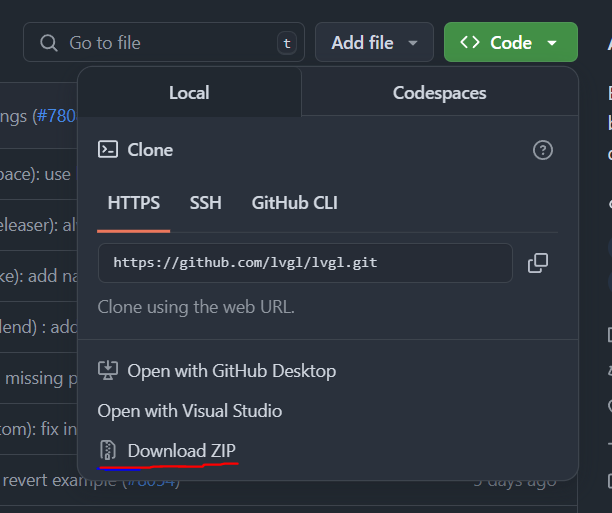 Go to file t Add file Code
Local Codespaces
ngs (#780
Clone
pace): use
HTTPS SSH GitHub CLI
eleaser):
https://github.com/lvgl/lvgl.git
ke): add na
Clone using the web URL.
lend) : add
missing p
Open with GitHub Desktop
Open with Visual Studio
om): fix in
Download ZIP
revert example (#8054) 5 days ago